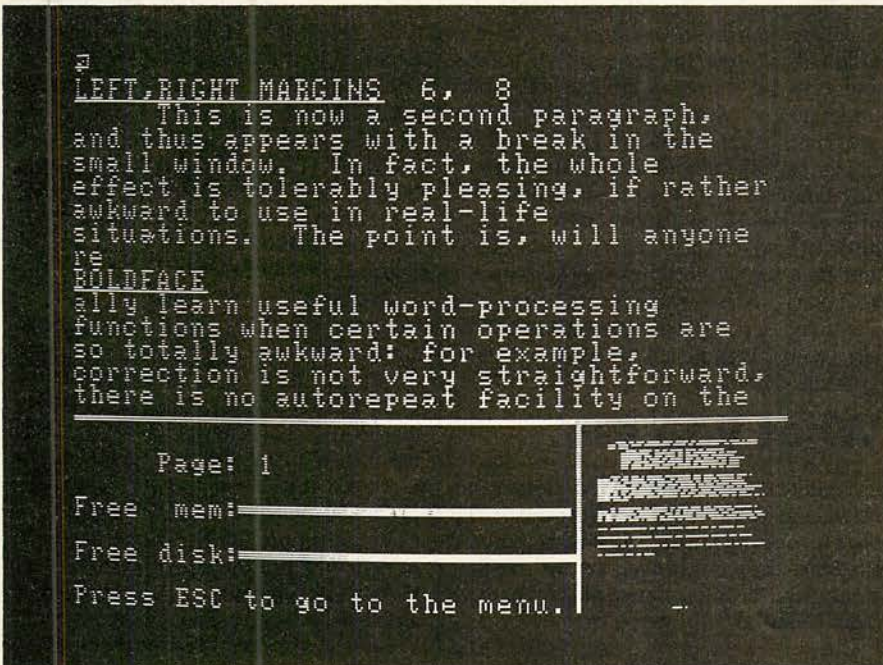 LEFT,RIGHT MARGINS 6, 8
This is now a second paragraph,
and thus appears with a break in the
small window. In fact, the whole
effect is tolerably pleasing, if rather
awkward to use in real-life
situations. The point is, will anyone
re
BOLDFACE
ally learn useful word-processing
functions when certain operations are
so totally awkward: for example,
correction is not very straightforward,
there is no autorepeat facility on the
Page: 1
Free mem:
Free disk:
Press ESC to go to the menu.